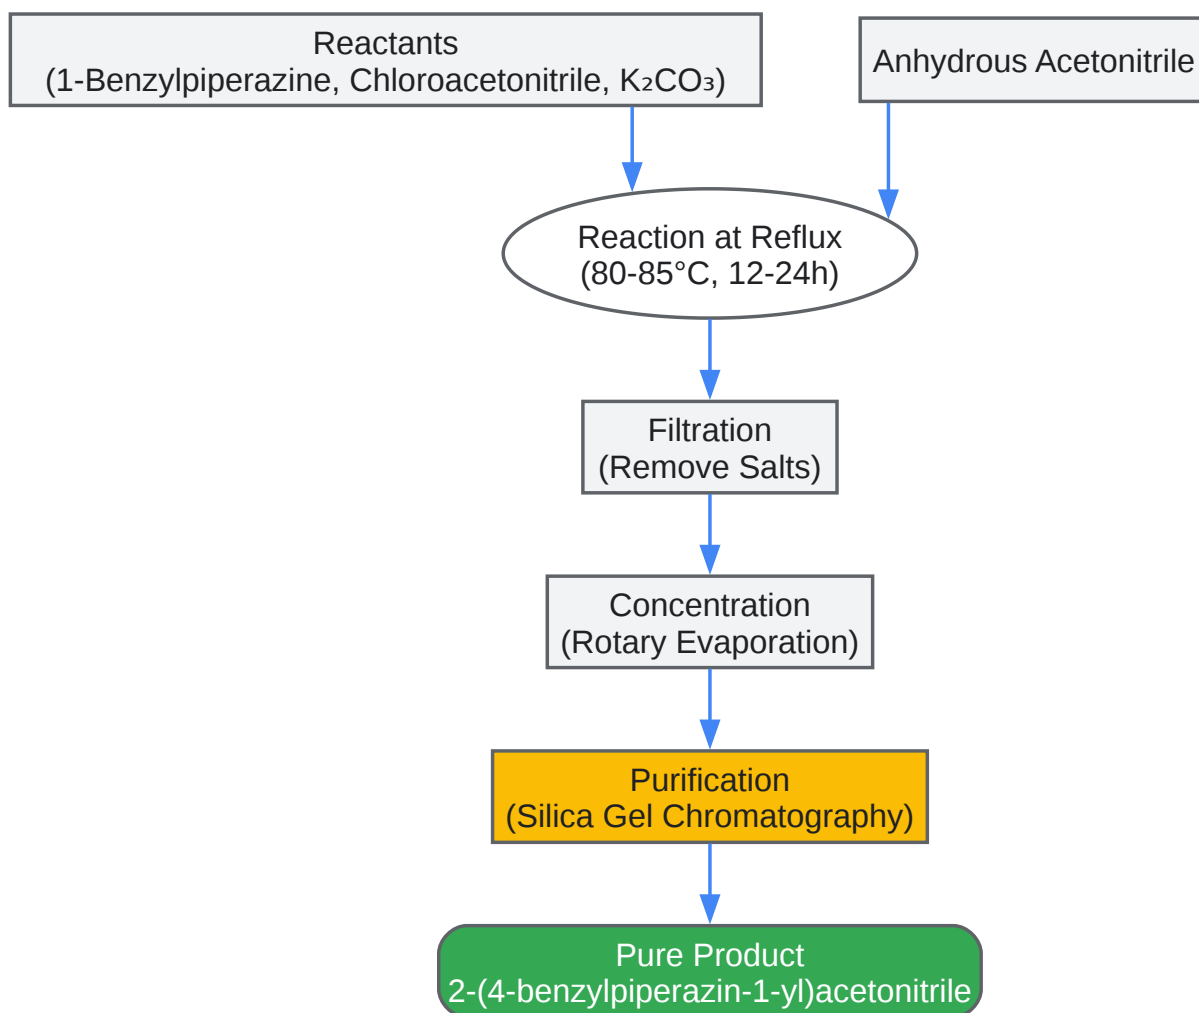 Reactants
(1-Benzylpiperazine, Chloroacetonitrile, K₂CO₃)
Anhydrous Acetonitrile
Reaction at Reflux
(80-85°C, 12-24h)
Filtration
(Remove Salts)
Concentration
(Rotary Evaporation)
Purification
(Silica Gel Chromatography)
Pure Product
2-(4-benzylpiperazin-1-yl)acetonitrile